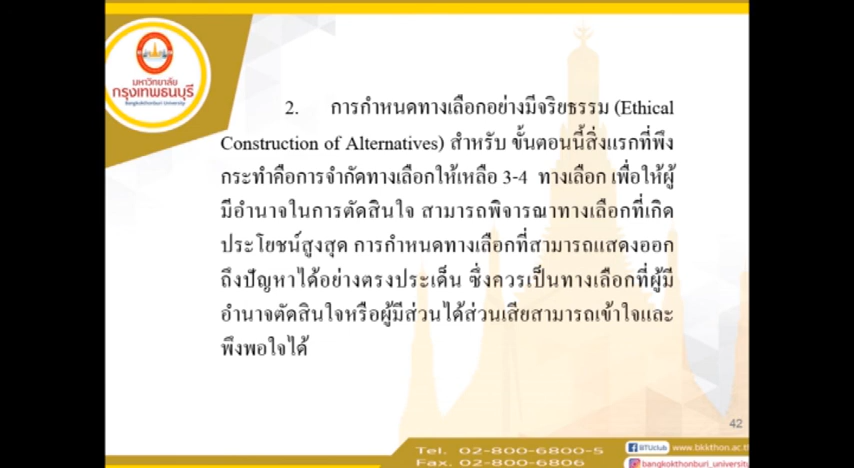 มหาวิทยาลัย
กรุงเทพธนบุรี
Bangkokthonburi University
2. การกำหนดทางเลือกอย่างมีจริยธรรม (Ethical
Construction of Alternatives) สำหรับ ขั้นตอนนี้สิ่งแรกที่พึง
กระทำคือการจำกัดทางเลือกให้เหลือ 3-4 ทางเลือก เพื่อให้ผู้
มีอำนาจในการตัดสินใจ สามารถพิจารณาทางเลือกที่เกิด
ประโยชน์สูงสุด การกำหนดทางเลือกที่สามารถแสดงออก
ถึงปัญหาได้อย่างตรงประเด็น ซึ่งควรเป็นทางเลือกที่ผู้มี
อำนาจตัดสินใจหรือผู้มีส่วนได้ส่วนเสียสามารถเข้าใจและ
พึงพอใจได้
42
Tel. 02-800-6800-5
BTUclub www.bkkthon.ac.t
Fax. 02-800-6806
bangkokthonburi_university